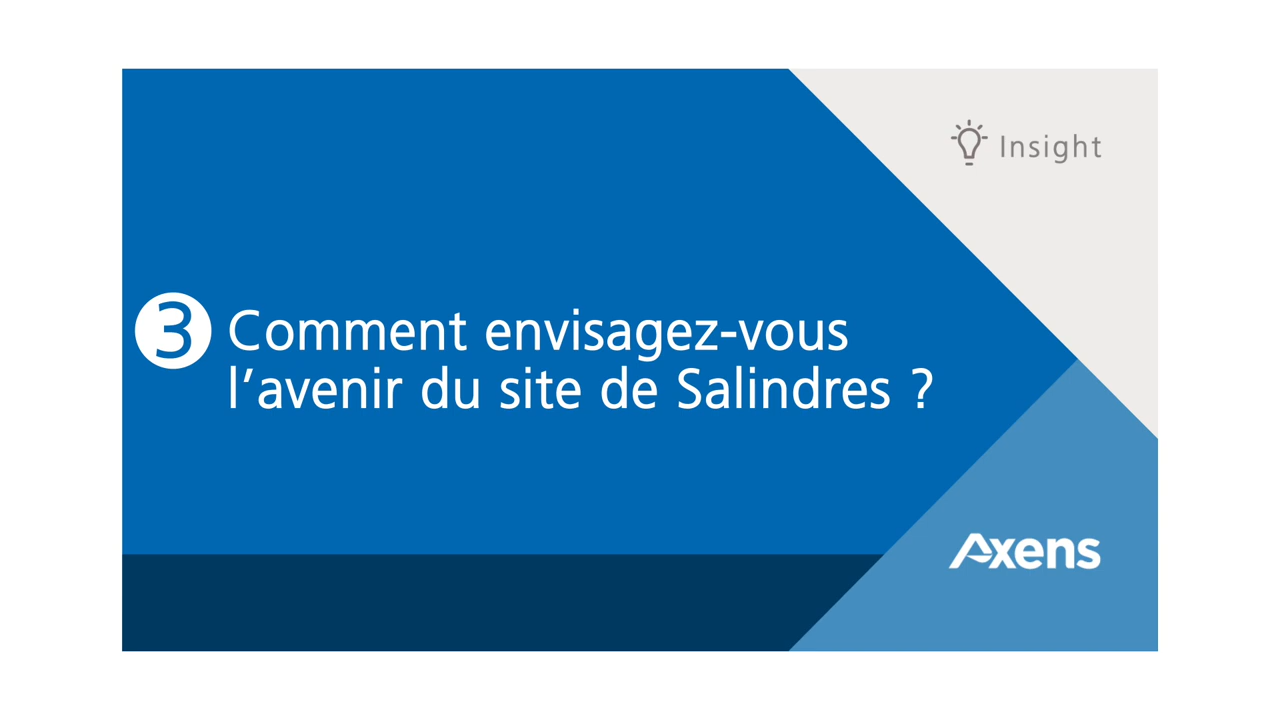 Insight
3 Comment envisagez-vous
l’avenir du site de Salindres ?
Axens